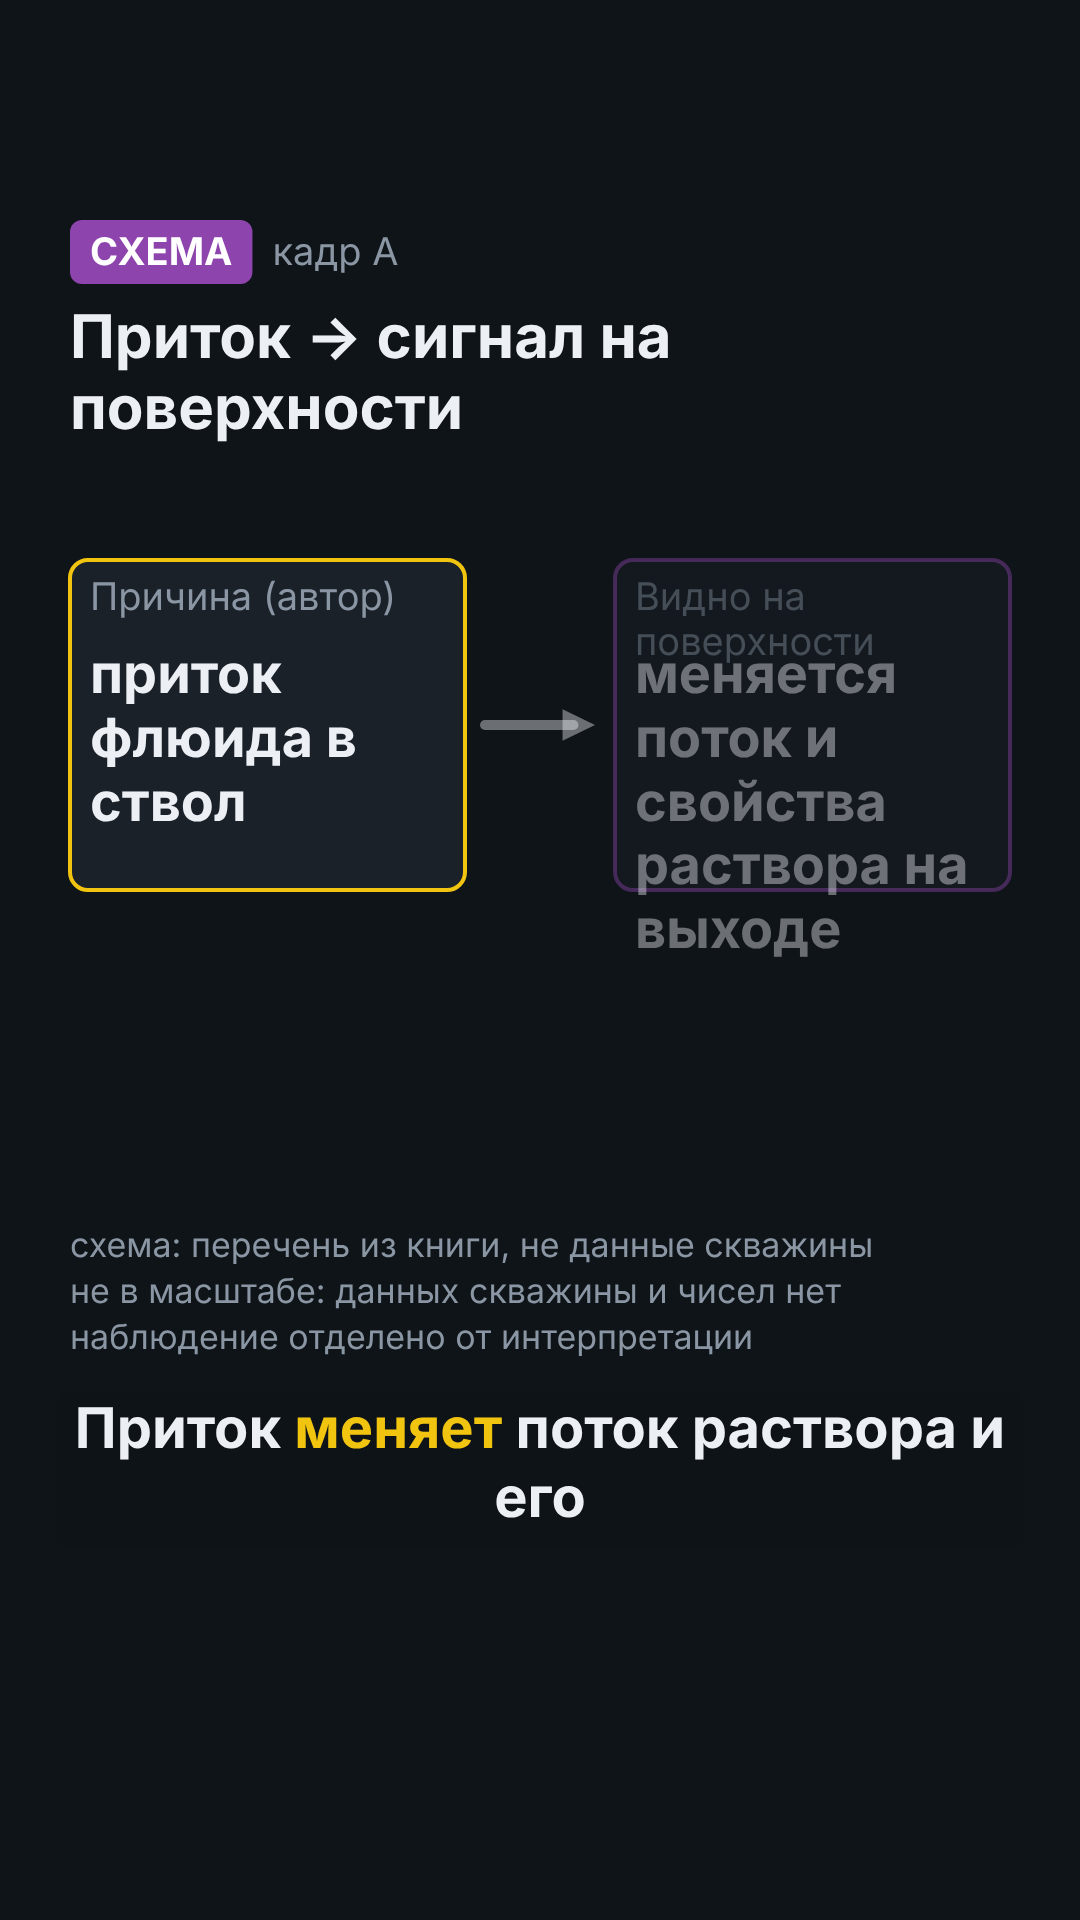 СХЕМА кадр А
Приток → сигнал на
поверхности
Причина (автор)
приток
флюида в
ствол
Видно на
поверхности
меняется
поток и
свойства
раствора на
выходе
схема: перечень из книги, не данные скважины
не в масштабе: данных скважины и чисел нет
наблюдение отделено от интерпретации
Приток меняет поток раствора и
его